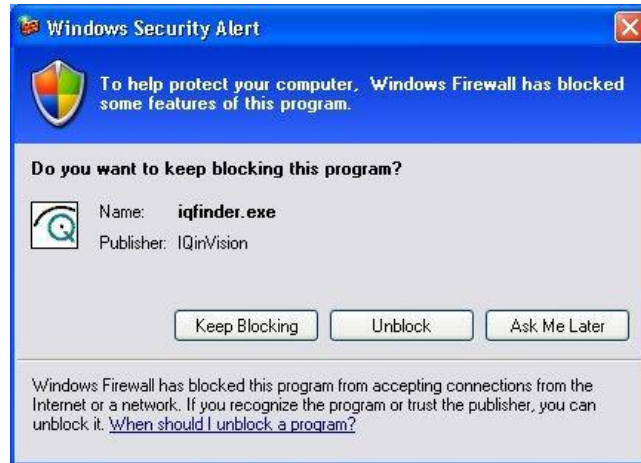 Windows Security Alert
To help protect your computer, Windows Firewall has blocked
some features of this program.
Do you want to keep blocking this program?
Name: iqfinder.exe
Publisher: IQinVision
Keep Blocking Unblock Ask Me Later
Windows Firewall has blocked this program from accepting connections from the
Internet or a network. If you recognize the program or trust the publisher, you can
unblock it. When should I unblock a program?